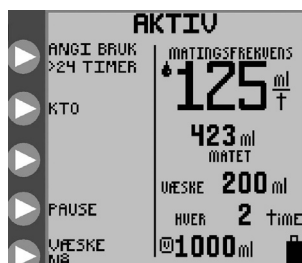 AKTIV
ANGI BRUK
>24 TIMER
KTO
PAUSE
VÆSKE
NÅ
MATINGSFREKVENS
125 ml/t
423 ml
MATET
VÆSKE 200 ml
HVER 2 TIME
1000 ml